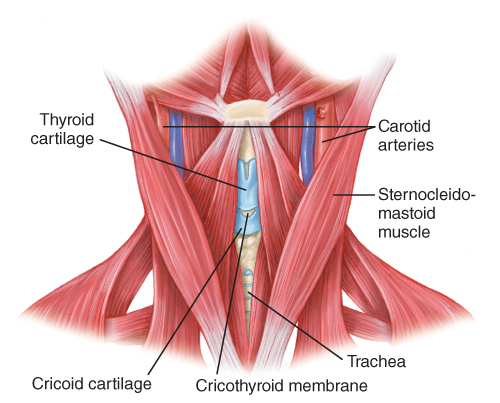 Thyroid
cartilage
Carotid
arteries
Sternocleido-
mastoid
muscle
Trachea
Cricoid cartilage
Cricothyroid membrane